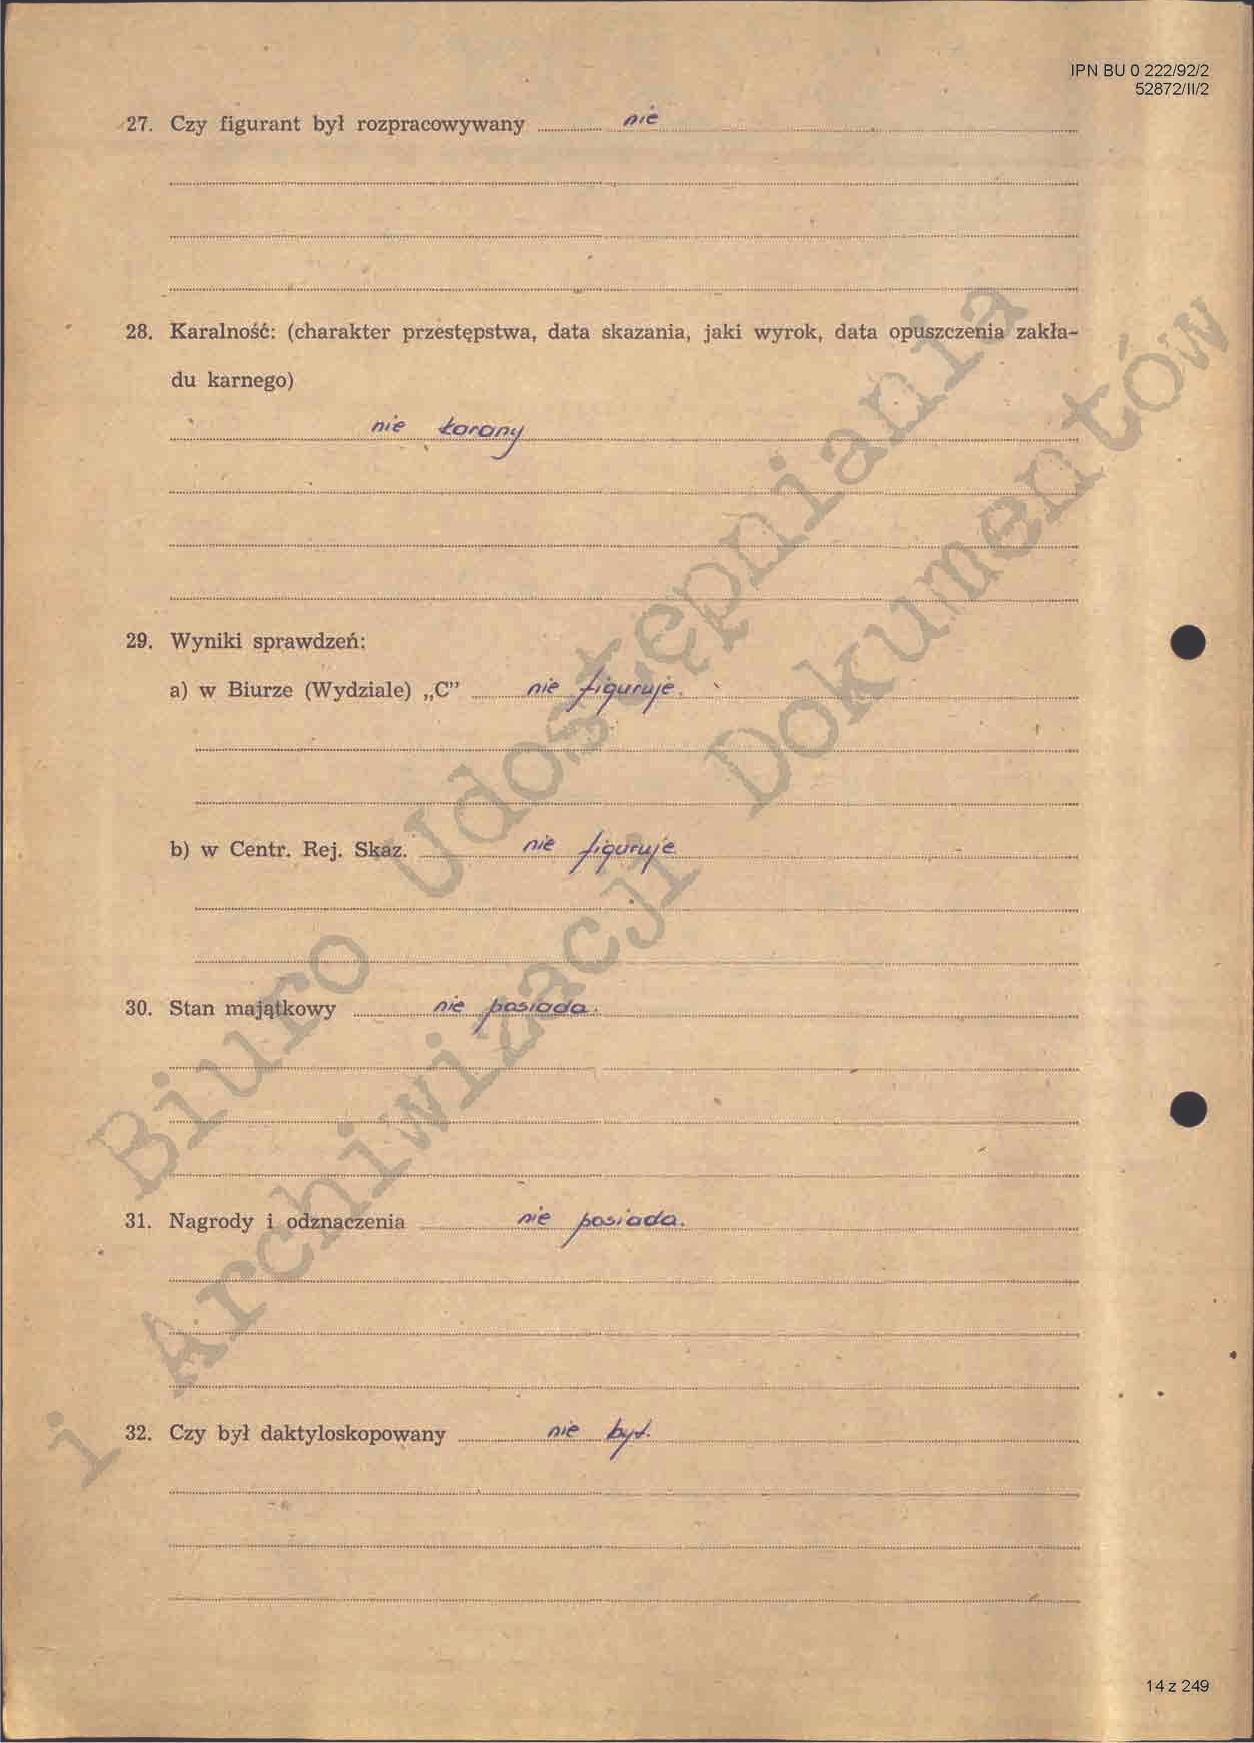 IPN BU 0 222/92/2
52872/II/2
27. Czy figurant był rozpracowywany nie
28. Karalność: (charakter przestępstwa, data skazania, jaki wyrok, data opuszczenia zakła-
du karnego)
nie karany
29. Wyniki sprawdzeń:
a) w Biurze (Wydziale) „C” nie figuruje.
b) w Centr. Rej. Skaz. nie figuruje
30. Stan majątkowy nie posiada.
31. Nagrody i odznaczenia nie posiada.
32. Czy był daktyloskopowany nie był.
Biuro Udostępniania
i Archiwizacji Dokumentów
14 z 249